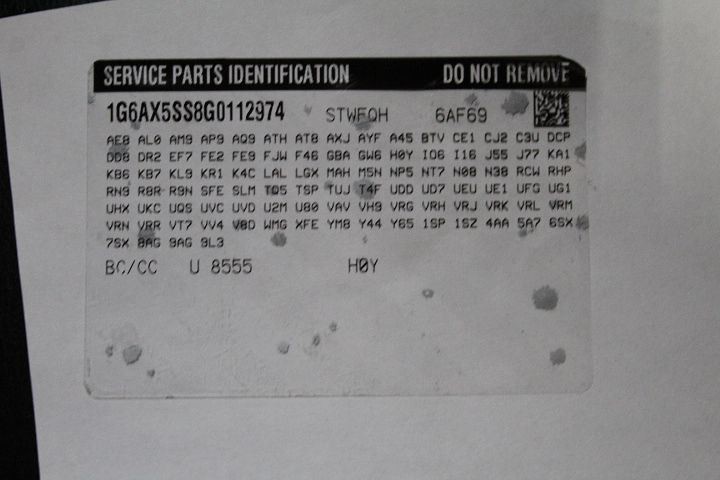 SERVICE PARTS IDENTIFICATION DO NOT REMOVE
1G6AX5SS8G0112974 STWFQH 6AF69
AE8 AL0 AM9 AP9 AQ9 ATH AT8 AXJ AYF A45 BTV CE1 CJ2 C3U DCP
DD8 DR2 EF7 FE2 FE9 FJW F46 GBA GW6 H0Y IO6 I16 J55 J77 KA1
KB6 KB7 KL9 KR1 K4C LAL LGX MAH M5N NP5 NT7 N08 N38 RCW RHP
RN9 R8R R9N SFE SLM TQ5 TSP TUJ T4F UDD UD7 UEU UE1 UFG UG1
UHX UKC UQS UVC UVD U2M U80 VAV VH9 VRG VRH VRJ VRK VRL VRM
VRN VRR VT7 VV4 V8D WMG XFE YM8 Y44 Y65 1SP 1SZ 4AA 5A7 6SX
7SX 8AG 9AG 9L3
BC/CC U 8555 H0Y